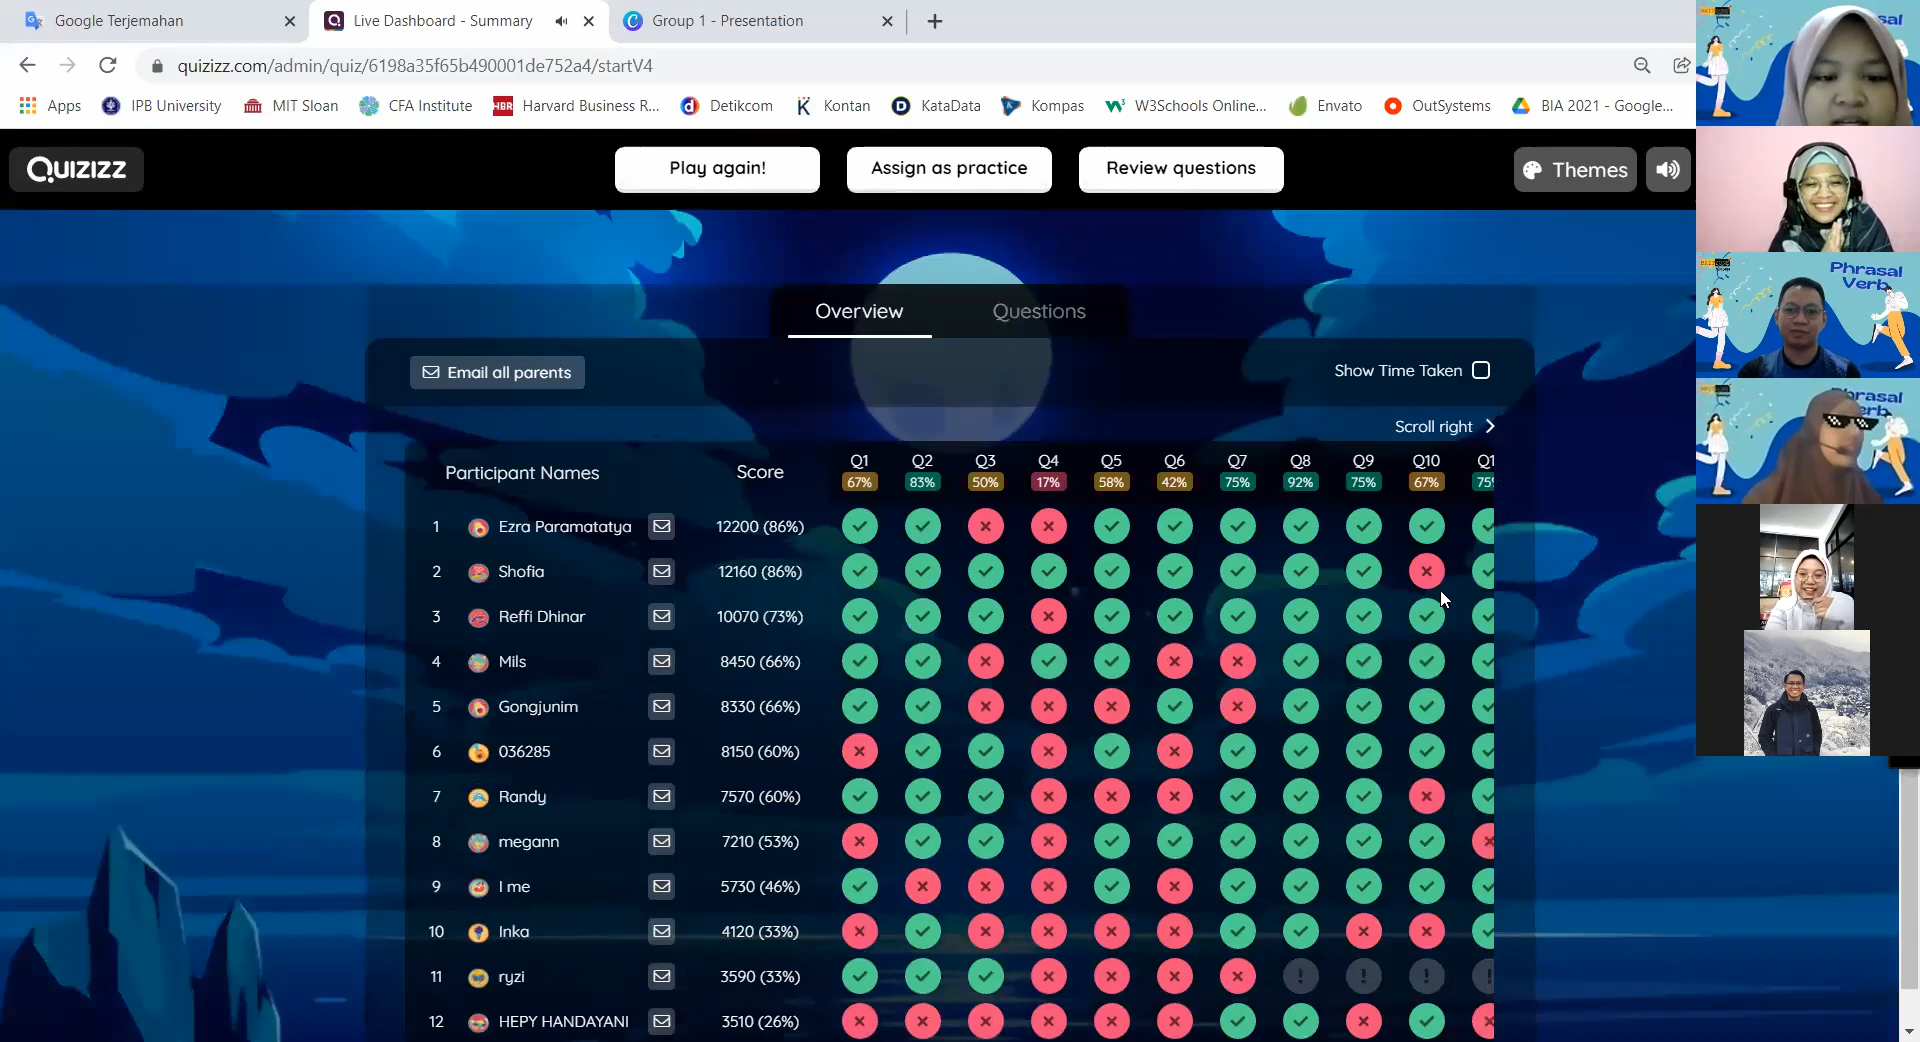 Google Terjemahan
Live Dashboard - Summary
Group 1 - Presentation
quizizz.com/admin/quiz/6198a35f65b490001de752a4/startV4
Apps IPB University MIT Sloan CFA Institute Harvard Business R... Detikcom Kontan KataData Kompas W3Schools Online... Envato OutSystems BIA 2021 - Google...
Quizizz
Play again!
Assign as practice
Review questions
Themes
Overview
Questions
Email all parents
Show Time Taken
Scroll right
Participant Names Score Q1 Q2 Q3 Q4 Q5 Q6 Q7 Q8 Q9 Q10 Q1
67% 83% 50% 17% 58% 42% 75% 92% 75% 67% 75%
1 Ezra Paramatatya 12200 (86%)
2 Shofia 12160 (86%)
3 Reffi Dhinar 10070 (73%)
4 Mils 8450 (66%)
5 Gongjunim 8330 (66%)
6 036285 8150 (60%)
7 Randy 7570 (60%)
8 megann 7210 (53%)
9 I me 5730 (46%)
10 Inka 4120 (33%)
11 ryzi 3590 (33%)
12 HEPY HANDAYANI 3510 (26%)
Phrasal
Verb